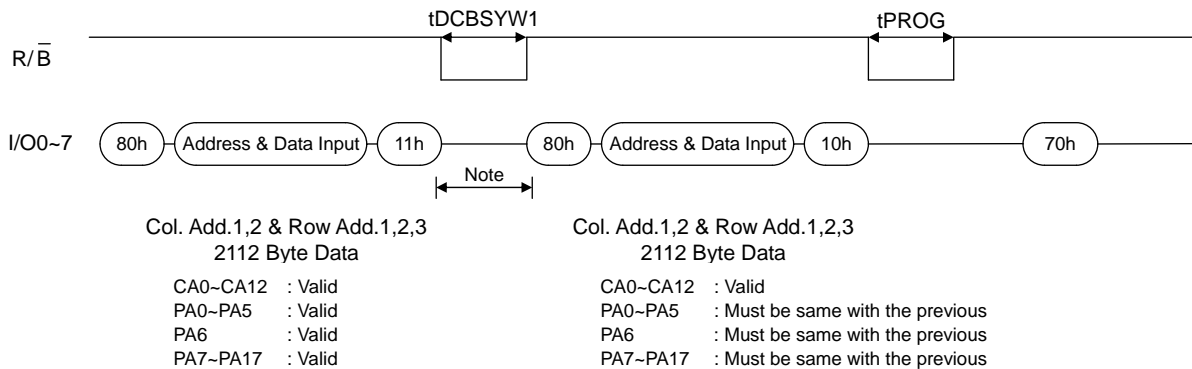 tDCBSYW1
tPROG
R/B̅
I/O0~7
80h
Address & Data Input
11h
80h
Address & Data Input
10h
70h
Note
Col. Add.1,2 & Row Add.1,2,3
2112 Byte Data
CA0~CA12 : Valid
PA0~PA5 : Valid
PA6 : Valid
PA7~PA17 : Valid
Col. Add.1,2 & Row Add.1,2,3
2112 Byte Data
CA0~CA12 : Valid
PA0~PA5 : Must be same with the previous
PA6 : Must be same with the previous
PA7~PA17 : Must be same with the previous